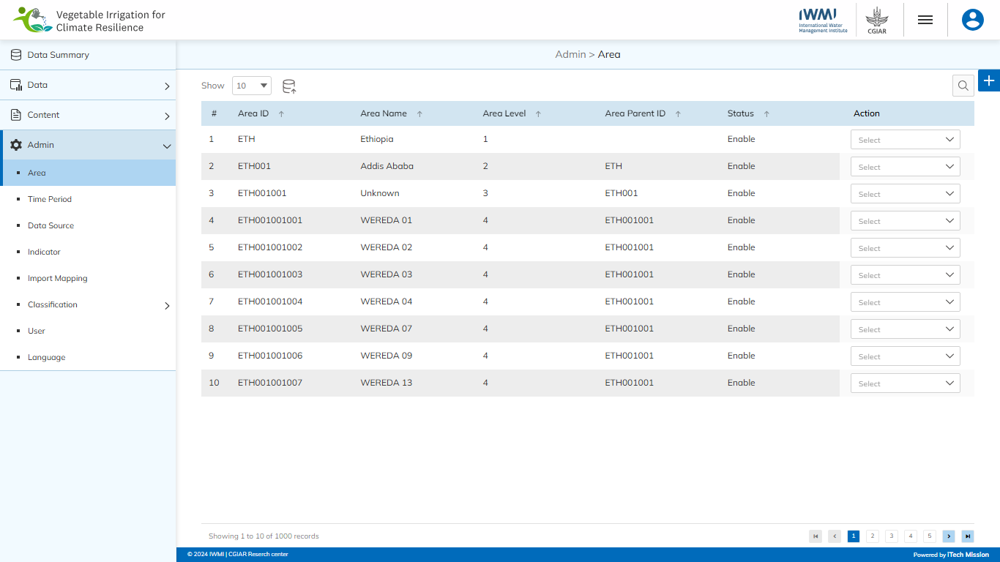 Vegetable Irrigation for
Climate Resilience
IWMI
International Water
Management Institute
CGIAR
Data Summary
Data
Content
Admin
Area
Time Period
Data Source
Indicator
Import Mapping
Classification
User
Language
Admin > Area
Show 10
# Area ID Area Name Area Level Area Parent ID Status Action
1 ETH Ethiopia 1 Enable Select
2 ETH001 Addis Ababa 2 ETH Enable Select
3 ETH001001 Unknown 3 ETH001 Enable Select
4 ETH001001001 WEREDA 01 4 ETH001001 Enable Select
5 ETH001001002 WEREDA 02 4 ETH001001 Enable Select
6 ETH001001003 WEREDA 03 4 ETH001001 Enable Select
7 ETH001001004 WEREDA 04 4 ETH001001 Enable Select
8 ETH001001005 WEREDA 07 4 ETH001001 Enable Select
9 ETH001001006 WEREDA 09 4 ETH001001 Enable Select
10 ETH001001007 WEREDA 13 4 ETH001001 Enable Select
Showing 1 to 10 of 1000 records
1 2 3 4 5
© 2024 IWMI | CGIAR Reserch center
Powered by iTech Mission